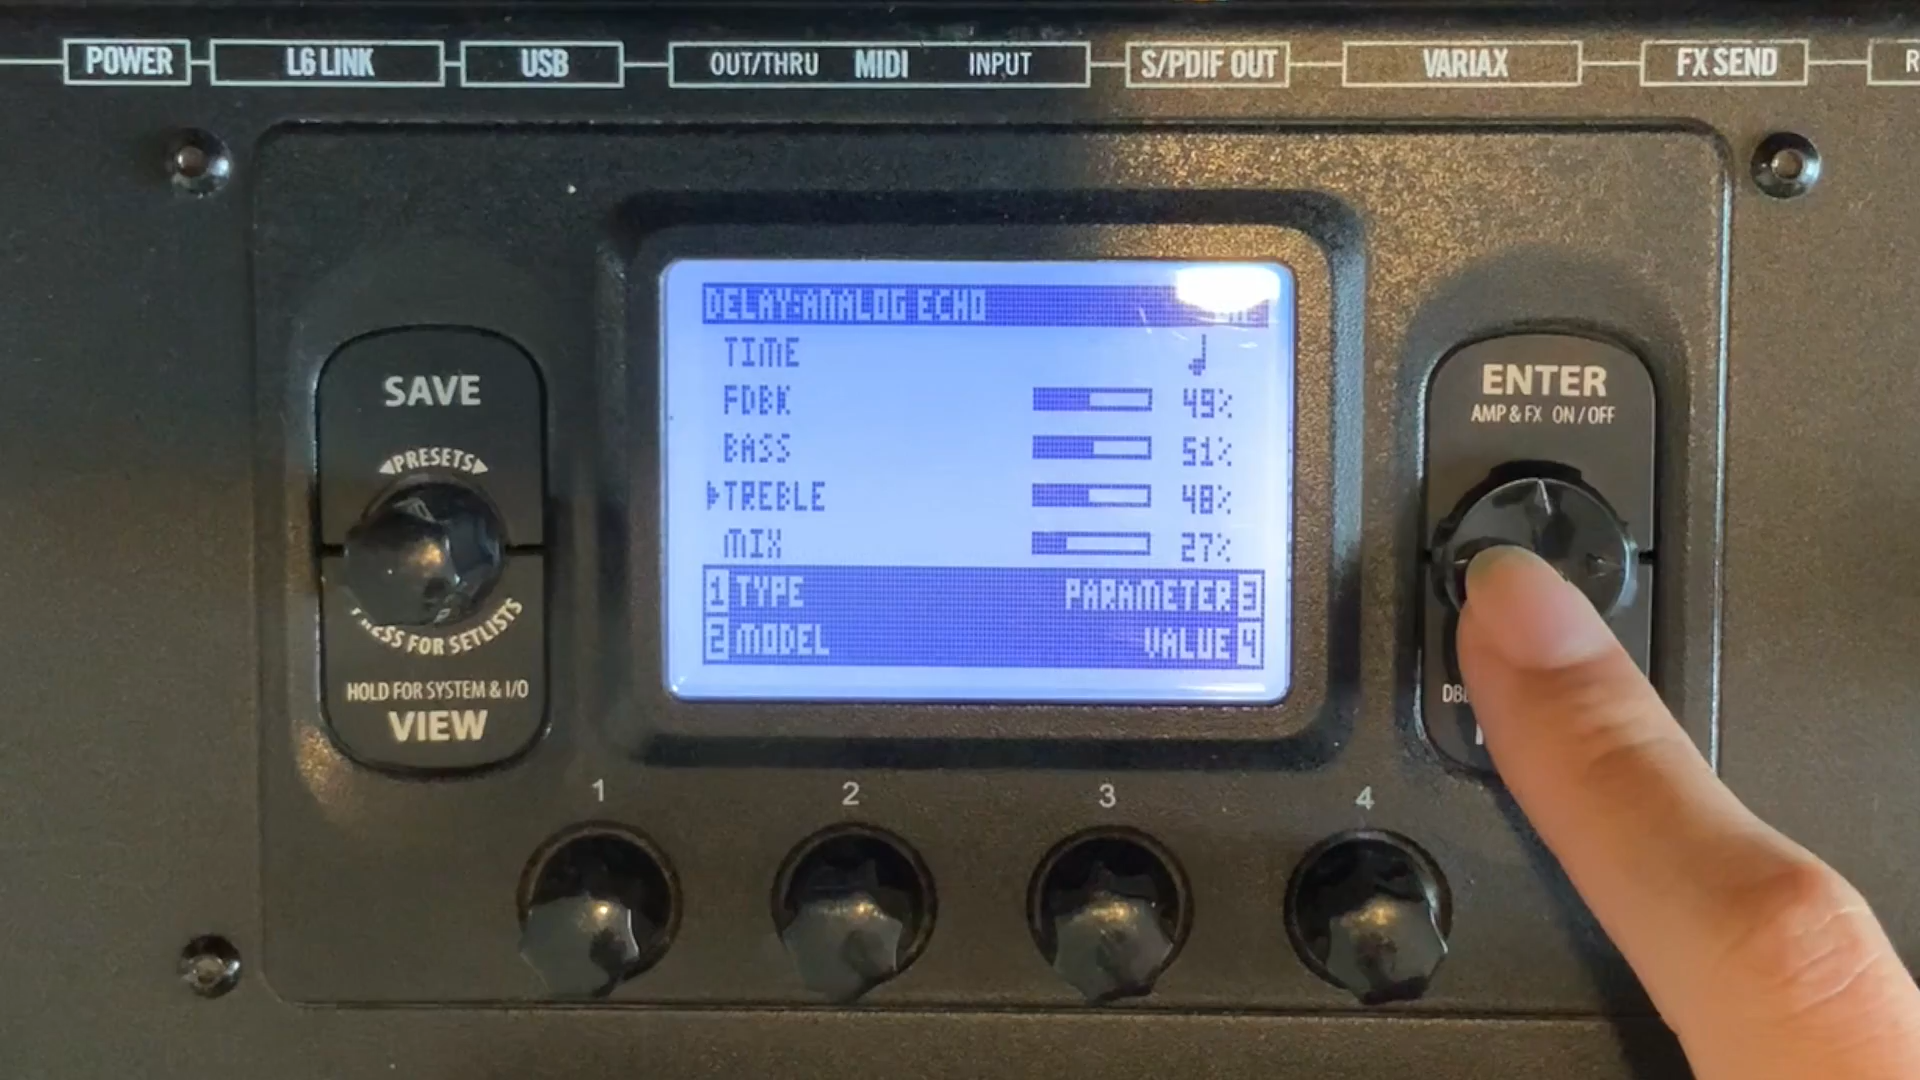 POWER
L6 LINK
USB
OUT/THRU MIDI INPUT
S/PDIF OUT
VARIAX
FX SEND
SAVE
◀PRESETS▶
PRESS FOR SETLISTS
HOLD FOR SYSTEM & I/O
VIEW
DELAY:ANALOG ECHO
TIME
FDBK 49%
BASS 51%
TREBLE 48%
MIX 27%
1 TYPE PARAMETER 3
2 MODEL VALUE 4
ENTER
AMP & FX ON / OFF
1 2 3 4